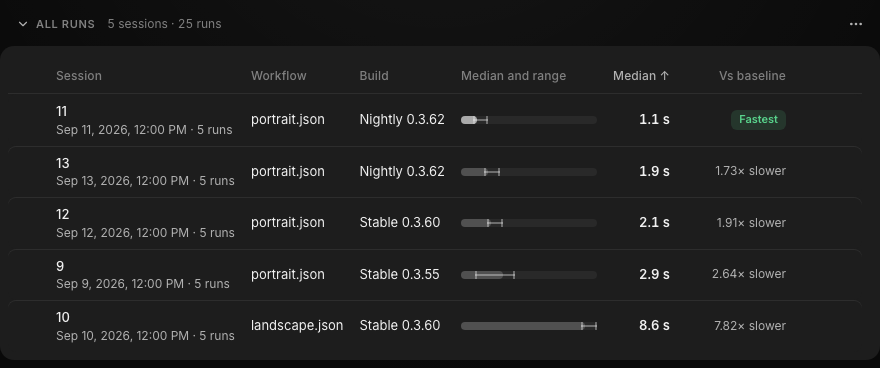 ALL RUNS 5 sessions · 25 runs
Session Workflow Build Median and range Median ↑ Vs baseline
11
Sep 11, 2026, 12:00 PM · 5 runs
portrait.json Nightly 0.3.62 1.1 s Fastest
13
Sep 13, 2026, 12:00 PM · 5 runs
portrait.json Nightly 0.3.62 1.9 s 1.73× slower
12
Sep 12, 2026, 12:00 PM · 5 runs
portrait.json Stable 0.3.60 2.1 s 1.91× slower
9
Sep 9, 2026, 12:00 PM · 5 runs
portrait.json Stable 0.3.55 2.9 s 2.64× slower
10
Sep 10, 2026, 12:00 PM · 5 runs
landscape.json Stable 0.3.60 8.6 s 7.82× slower